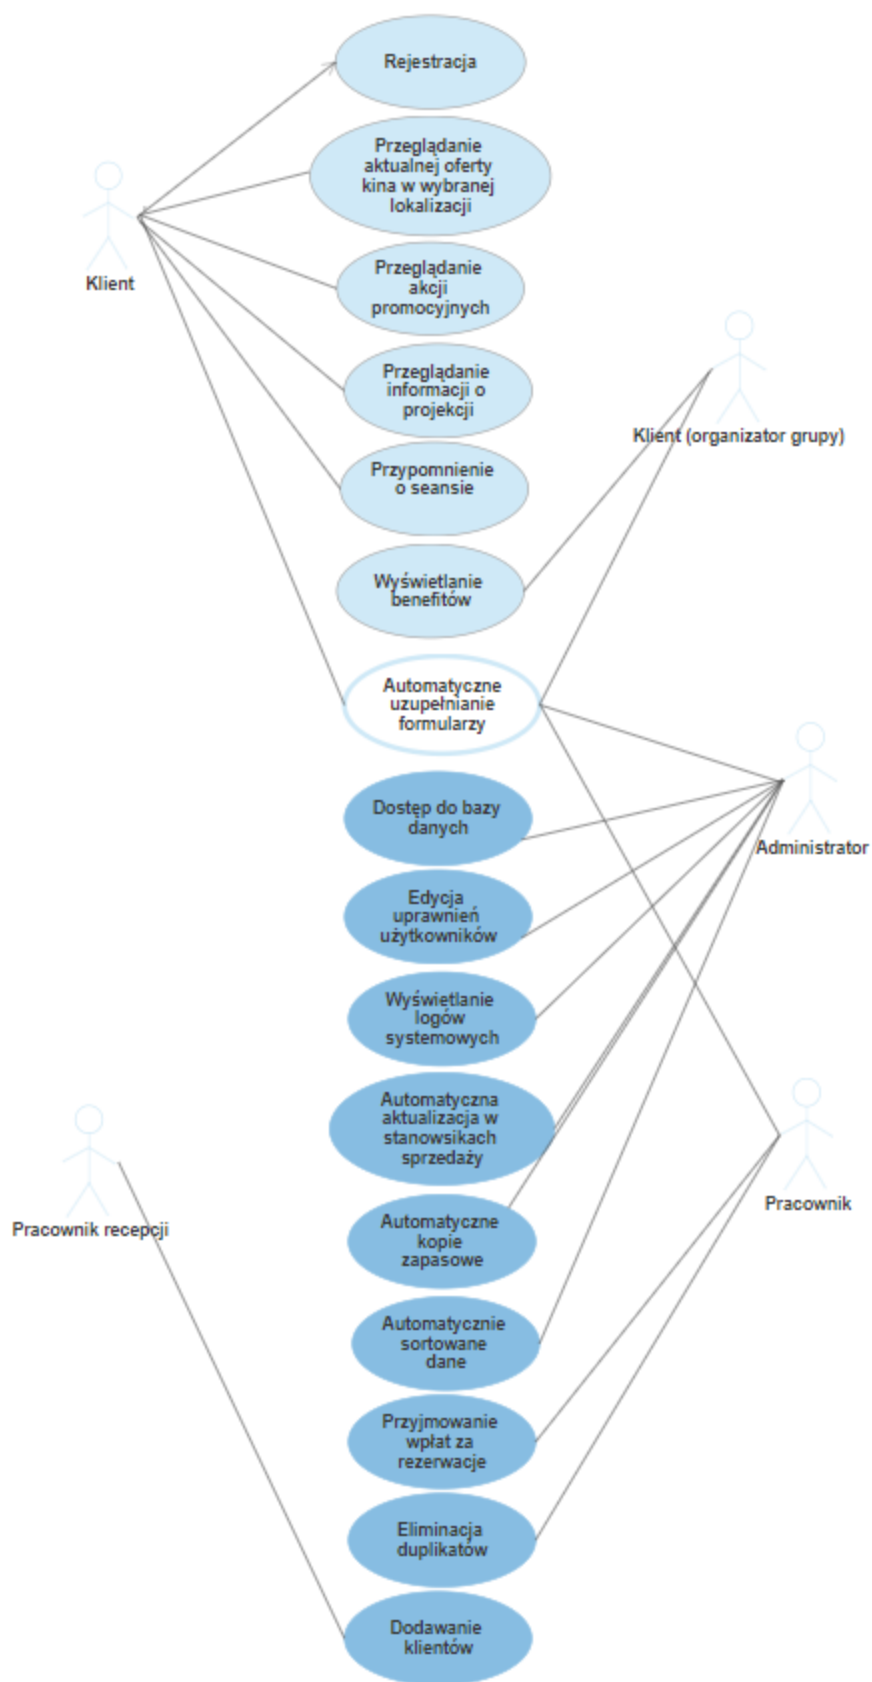 Rejestracja
Przeglądanie
aktualnej oferty
kina w wybranej
lokalizacji
Klient
Przeglądanie
akcji
promocyjnych
Przeglądanie
informacji o
projekcji
Klient (organizator grupy)
Przypomnienie
o seansie
Wyświetlanie
benefitów
Automatyczne
uzupełnianie
formularzy
Dostęp do bazy
danych
Administrator
Edycja
uprawnień
użytkowników
Wyświetlanie
logów
systemowych
Automatyczna
aktualizacja w
stanowsikach
sprzedaży
Pracownik
Pracownik recepcji
Automatyczne
kopie
zapasowe
Automatycznie
sortowane
dane
Przyjmowanie
wpłat za
rezerwacje
Eliminacja
duplikatów
Dodawanie
klientów